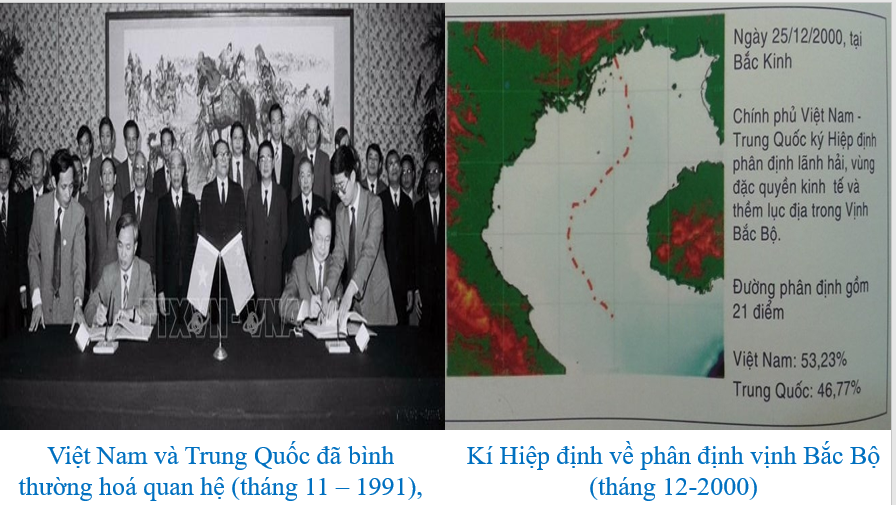 TTXVN-VNA
Việt Nam và Trung Quốc đã bình
thường hoá quan hệ (tháng 11 – 1991),
Ngày 25/12/2000, tại
Bắc Kinh
Chính phủ Việt Nam -
Trung Quốc ký Hiệp định
phân định lãnh hải, vùng
đặc quyền kinh tế và
thềm lục địa trong Vịnh
Bắc Bộ.
Đường phân định gồm
21 điểm
Việt Nam: 53,23%
Trung Quốc: 46,77%
Kí Hiệp định về phân định vịnh Bắc Bộ
(tháng 12-2000)